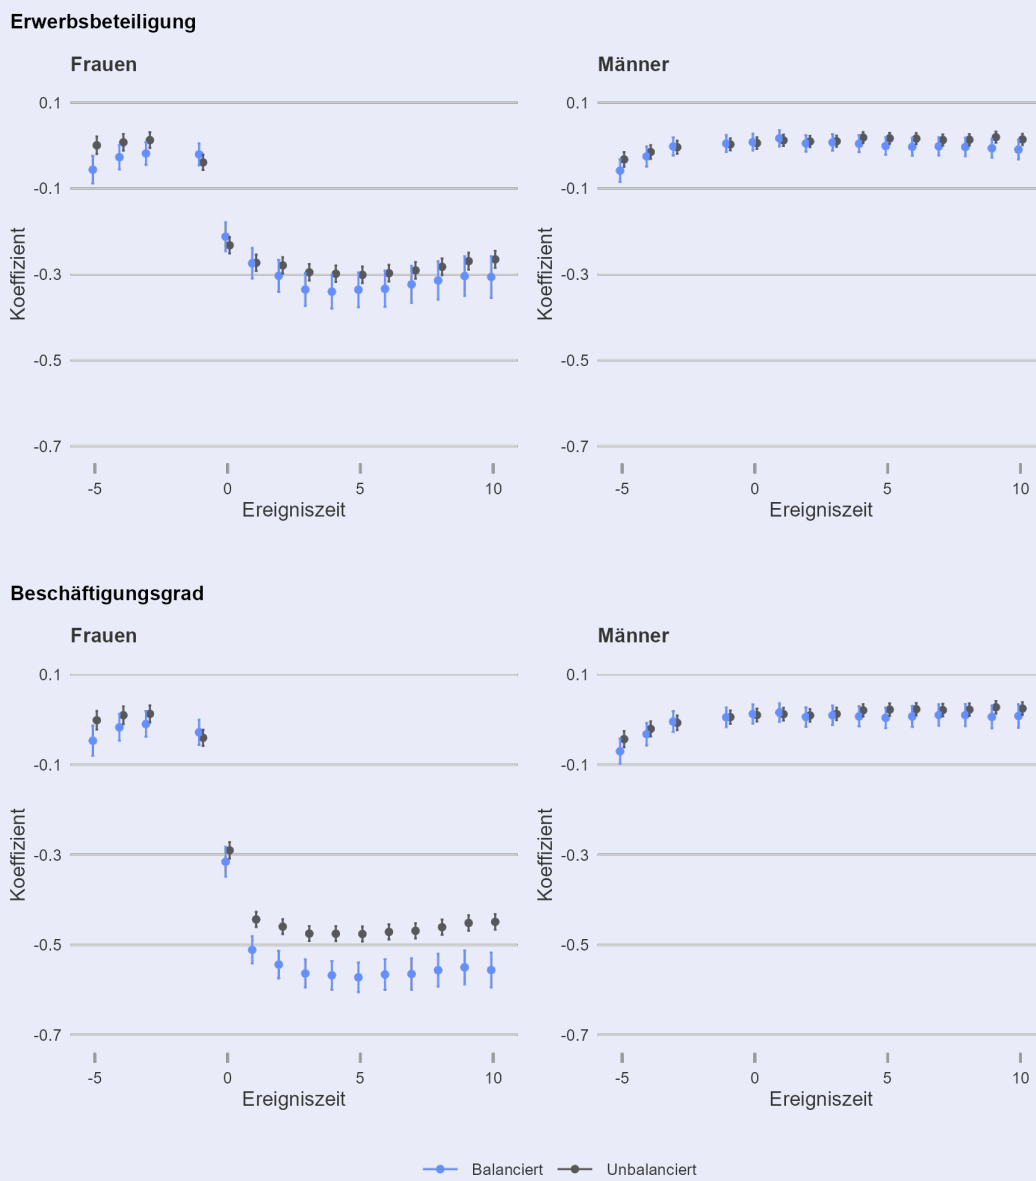 Erwerbsbeteiligung
Frauen
Männer
0.1
-0.1
-0.3
-0.5
-0.7
Koeffizient
-5
0
5
10
Ereigniszeit
0.1
-0.1
-0.3
-0.5
-0.7
Koeffizient
-5
0
5
10
Ereigniszeit
Beschäftigungsgrad
Frauen
Männer
0.1
-0.1
-0.3
-0.5
-0.7
Koeffizient
-5
0
5
10
Ereigniszeit
0.1
-0.1
-0.3
-0.5
-0.7
Koeffizient
-5
0
5
10
Ereigniszeit
Balanciert
Unbalanciert